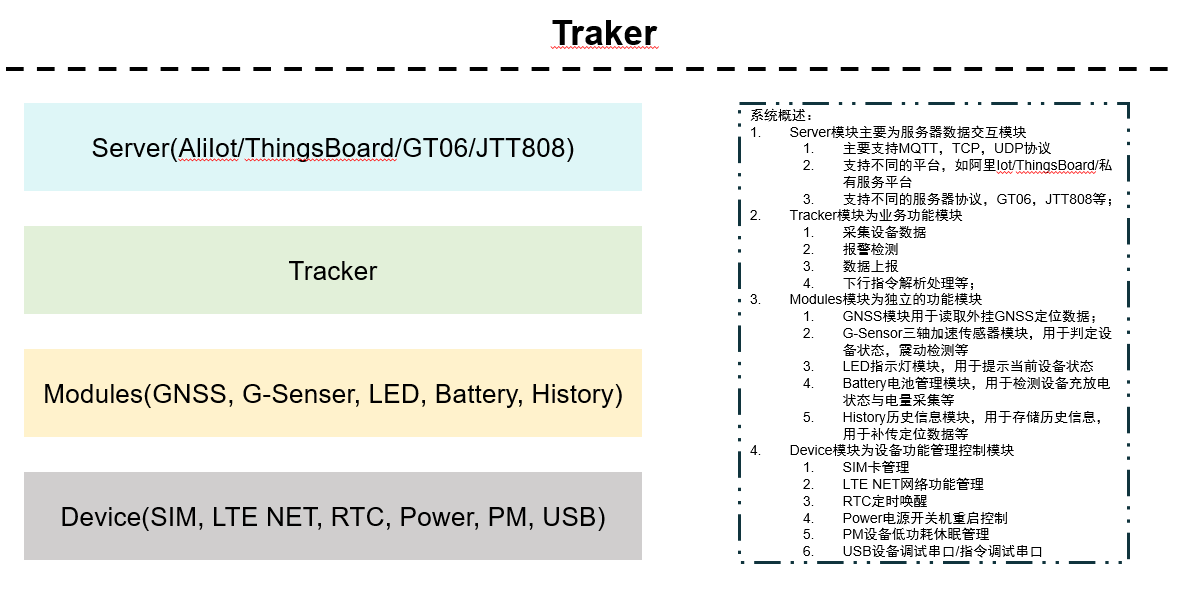 Traker
Server(AliIot/ThingsBoard/GT06/JTT808)
Tracker
Modules(GNSS, G-Senser, LED, Battery, History)
Device(SIM, LTE NET, RTC, Power, PM, USB)
系统概述：
1. Server模块主要为服务器数据交互模块
1. 主要支持MQTT，TCP，UDP协议
2. 支持不同的平台，如阿里Iot/ThingsBoard/私
有服务平台
3. 支持不同的服务器协议，GT06，JTT808等；
2. Tracker模块为业务功能模块
1. 采集设备数据
2. 报警检测
3. 数据上报
4. 下行指令解析处理等；
3. Modules模块为独立的功能模块
1. GNSS模块用于读取外挂GNSS定位数据；
2. G-Sensor三轴加速传感器模块，用于判定设
备状态，震动检测等
3. LED指示灯模块，用于提示当前设备状态
4. Battery电池管理模块，用于检测设备充放电
状态与电量采集等
5. History历史信息模块，用于存储历史信息，
用于补传定位数据等
4. Device模块为设备功能管理控制模块
1. SIM卡管理
2. LTE NET网络功能管理
3. RTC定时唤醒
4. Power电源开关机重启控制
5. PM设备低功耗休眠管理
6. USB设备调试串口/指令调试串口